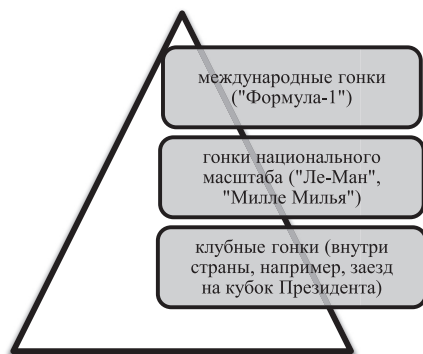 международные гонки
("Формула-1")
гонки национального
масштаба ("Ле-Ман",
"Милле Милья")
клубные гонки (внутри
страны, например, заезд
на кубок Президента)